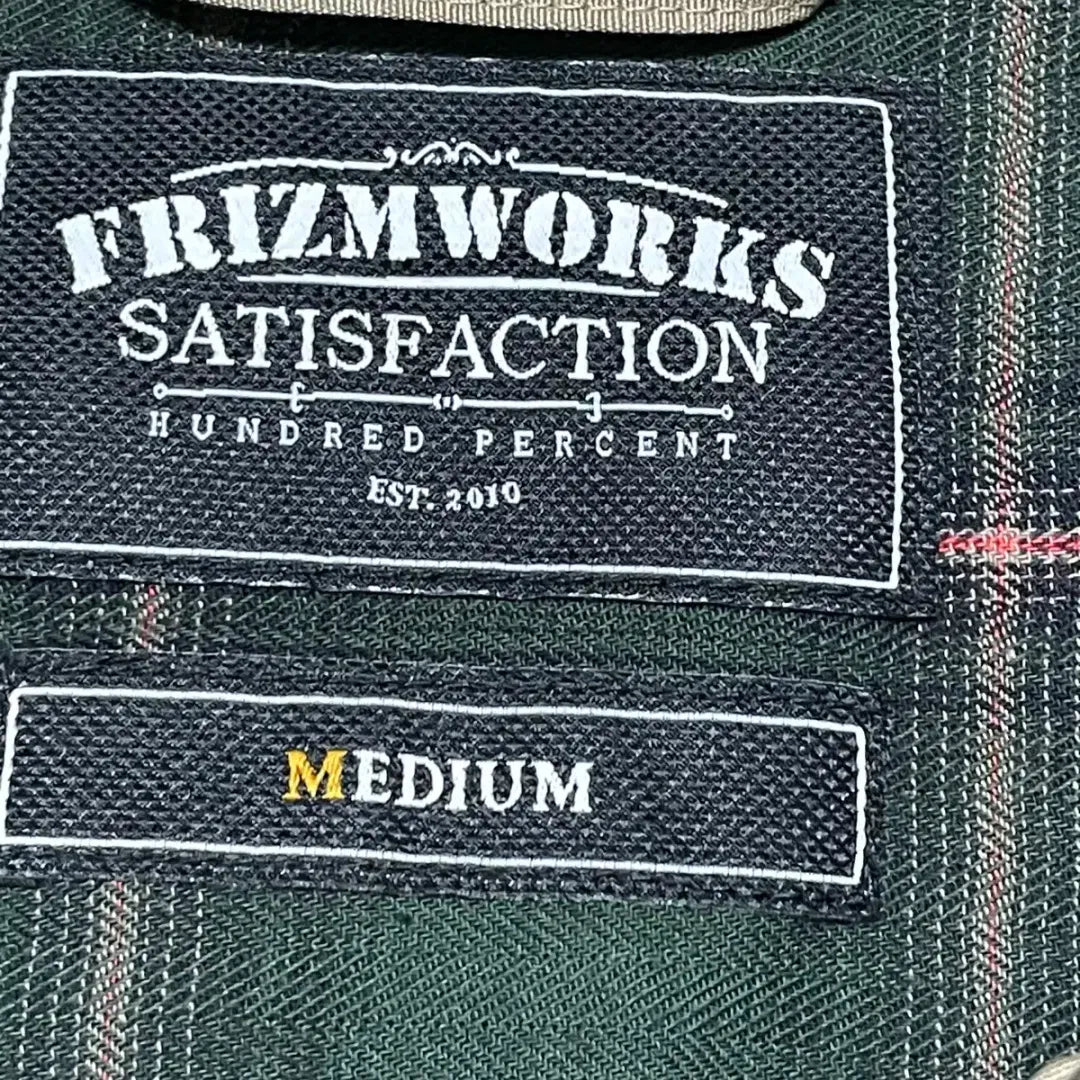 FRIZMWORKS
SATISFACTION
HUNDRED PERCENT
EST. 2010
MEDIUM